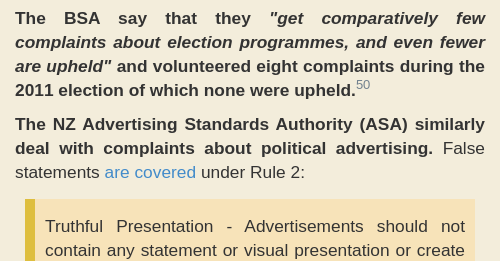 The BSA say that they "get comparatively few
complaints about election programmes, and even fewer
are upheld" and volunteered eight complaints during the
2011 election of which none were upheld.50
The NZ Advertising Standards Authority (ASA) similarly
deal with complaints about political advertising. False
statements are covered under Rule 2:
Truthful Presentation - Advertisements should not
contain any statement or visual presentation or create